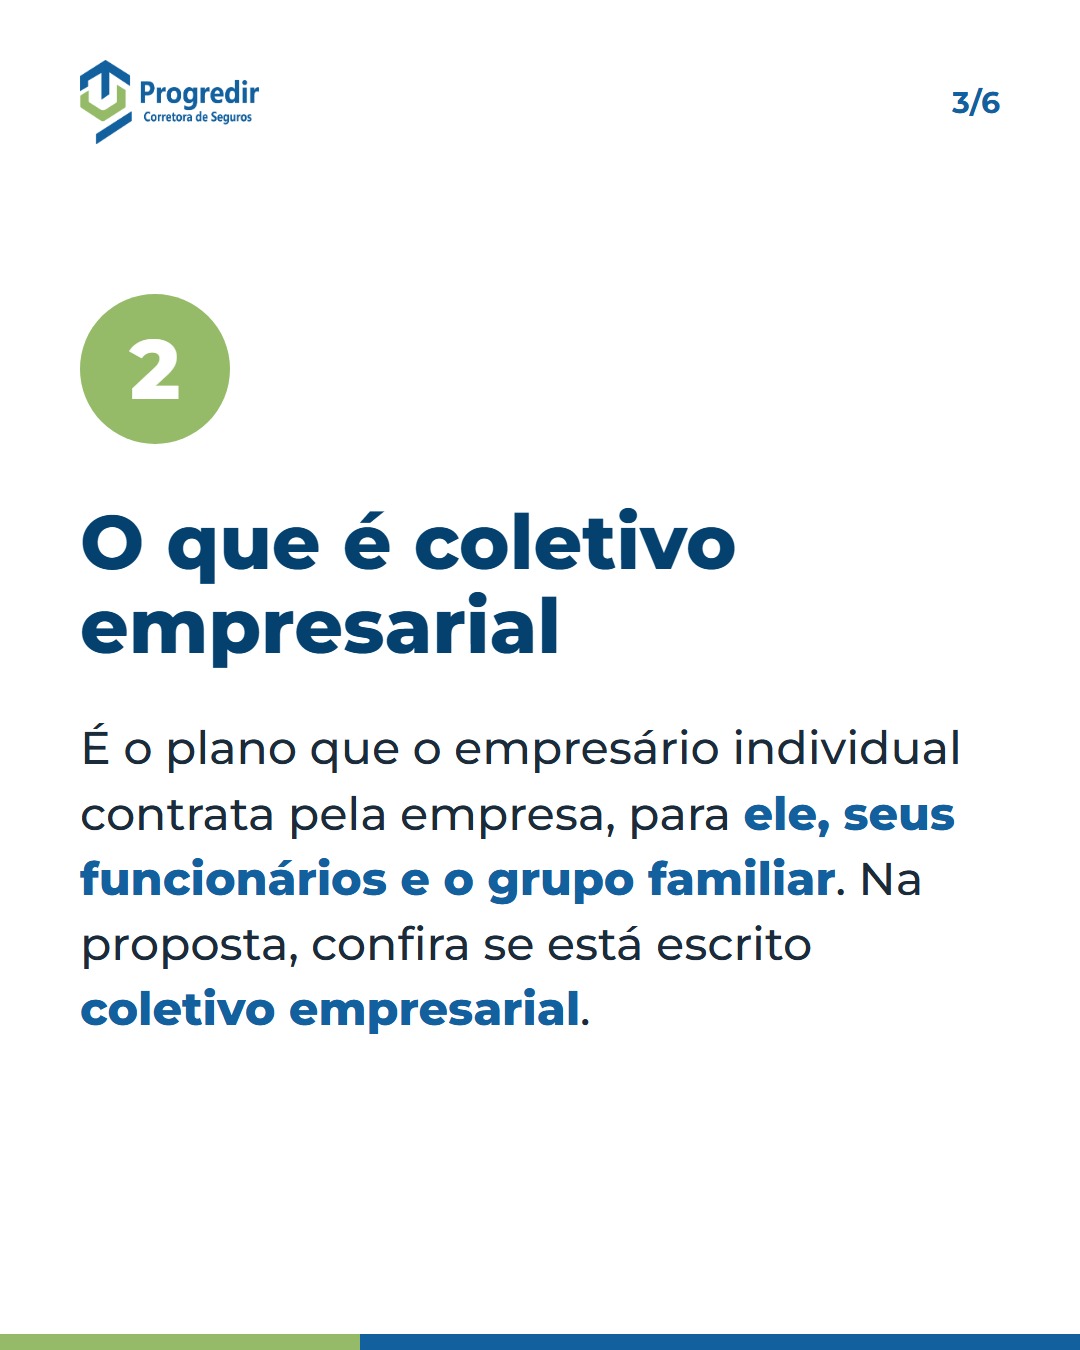 Progredir
Corretora de Seguros
3/6
2
O que é coletivo
empresarial
É o plano que o empresário individual
contrata pela empresa, para ele, seus
funcionários e o grupo familiar. Na
proposta, confira se está escrito
coletivo empresarial.